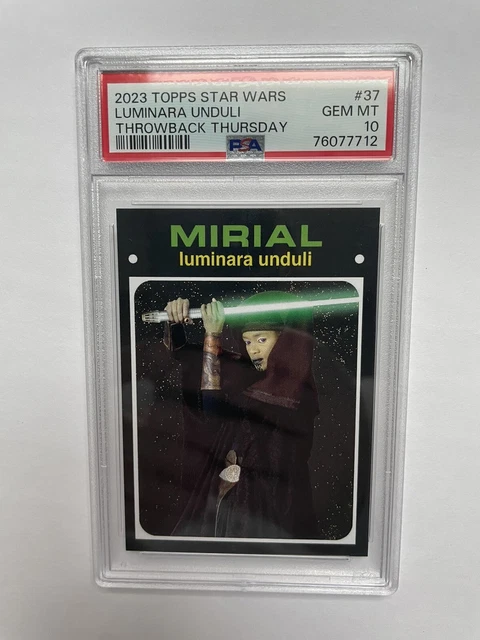 2023 TOPPS STAR WARS #37
LUMINARA UNDULI GEM MT
THROWBACK THURSDAY 10
PSA 76077712
MIRIAL
luminara unduli